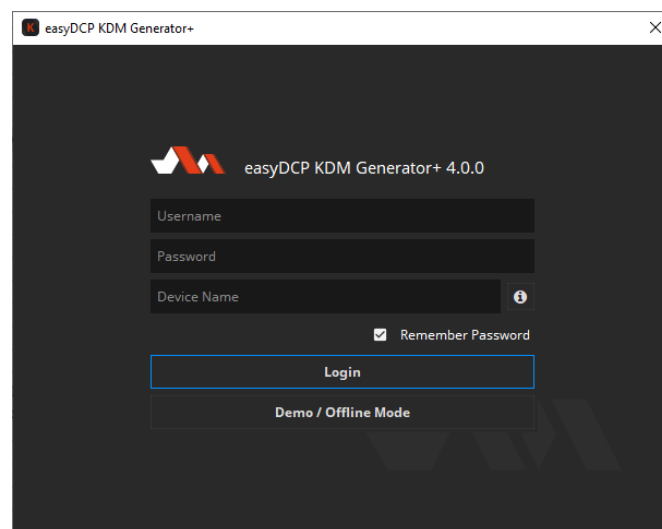 K easyDCP KDM Generator+
easyDCP KDM Generator+ 4.0.0
Username
Password
Device Name
Remember Password
Login
Demo / Offline Mode